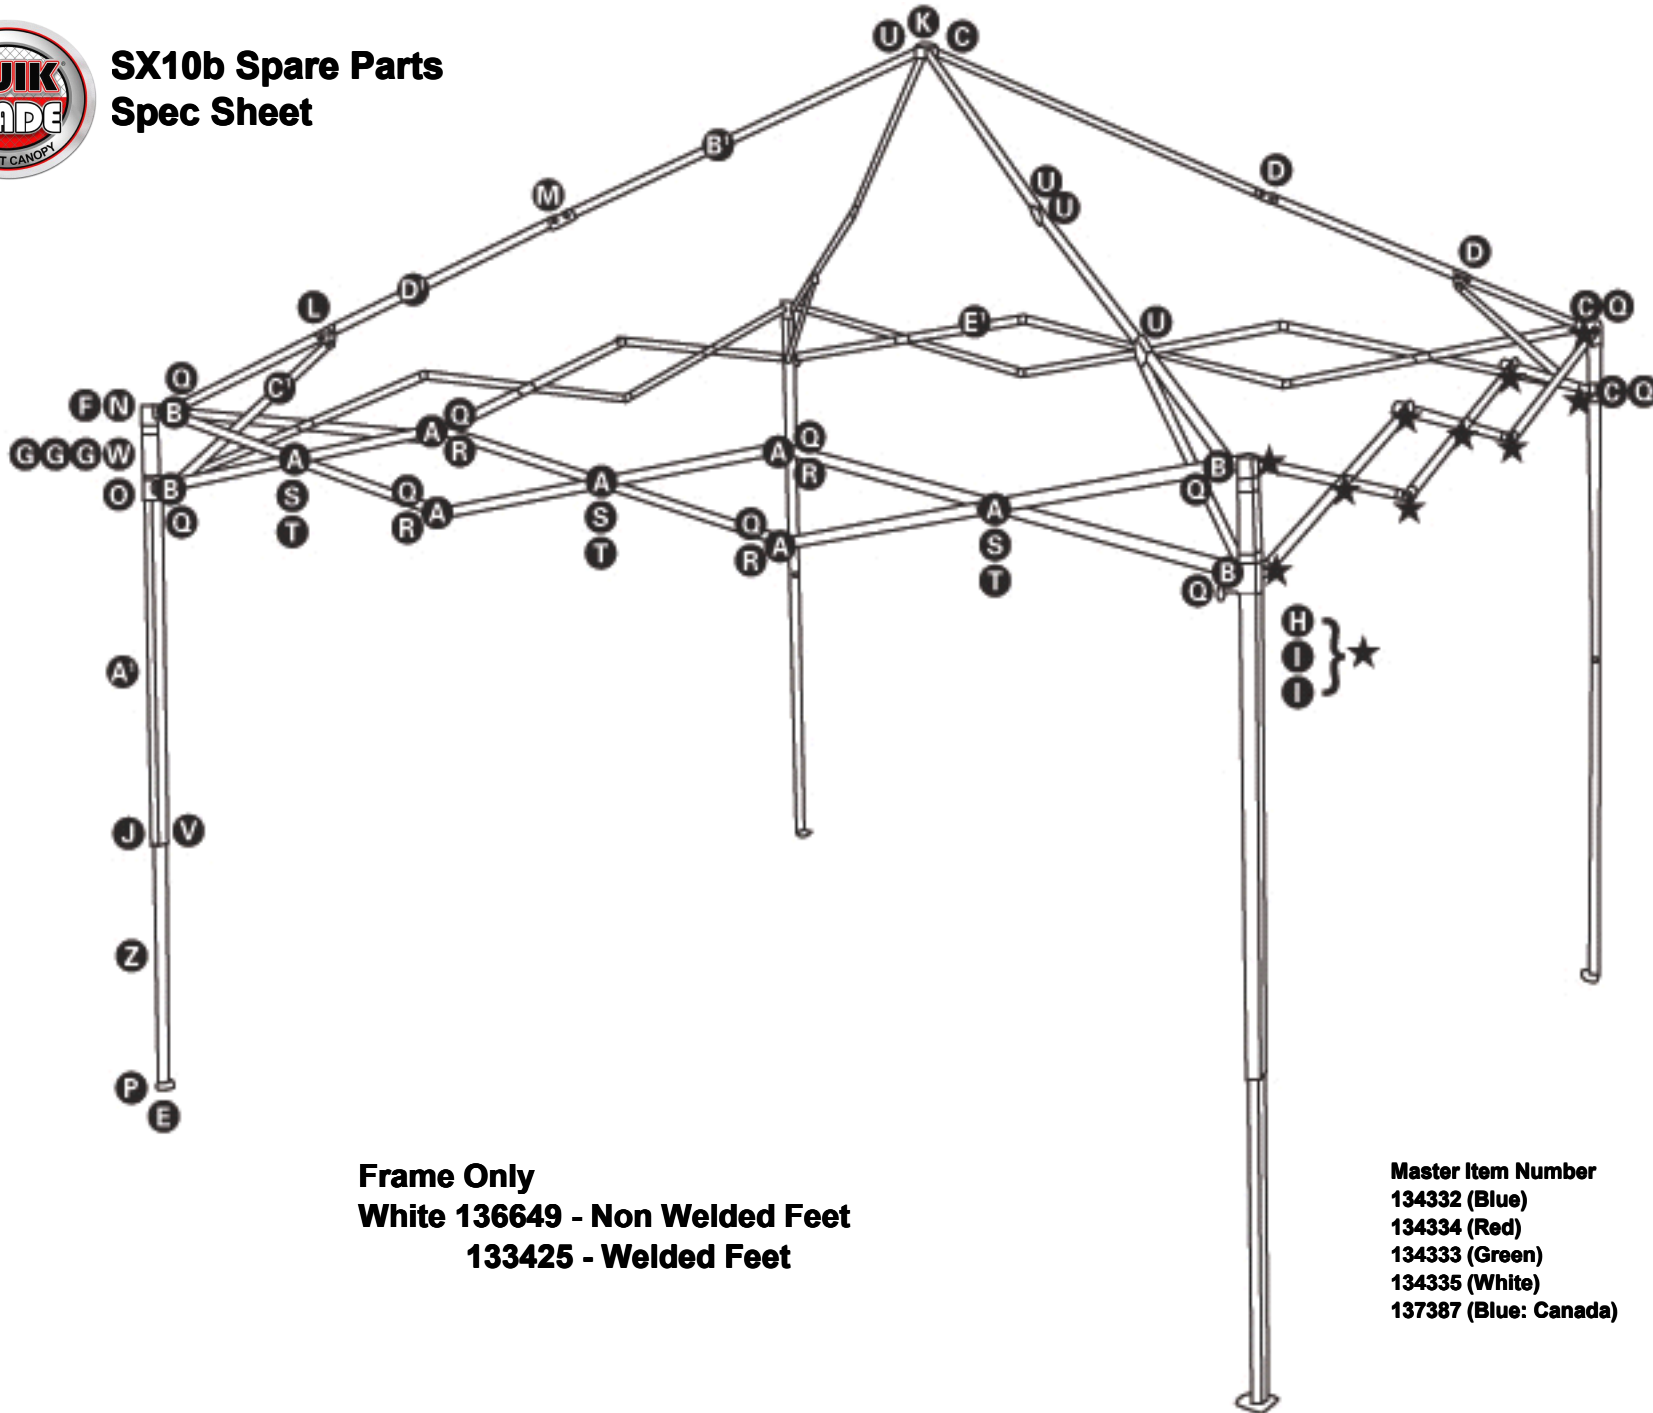 SX10b Spare Parts
Spec Sheet
CANOPY
U K C
B'
M
D
U
U
D
D'
L
C Q
E'
U
Q
C'
F N B
C Q
A Q
R
A Q
R
G G G W
A
S
T
O B
Q
Q
R A
A
S
T
B
Q
Q
R A
A
S
T
B
Q
H
I } ★
I
A'
J V
Z
P
E
Frame Only
White 136649 - Non Welded Feet
133425 - Welded Feet
Master Item Number
134332 (Blue)
134334 (Red)
134333 (Green)
134335 (White)
137387 (Blue: Canada)